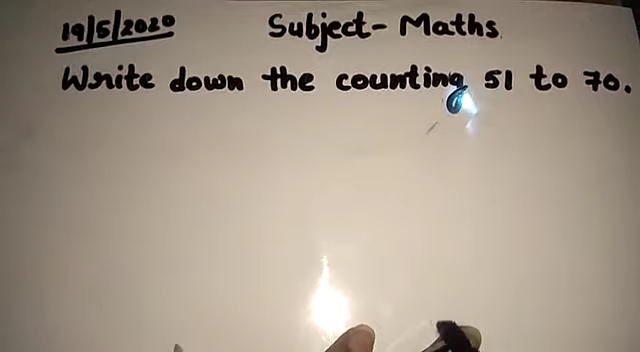 19/5/2020 Subject- Maths
Write down the counting 51 to 70.